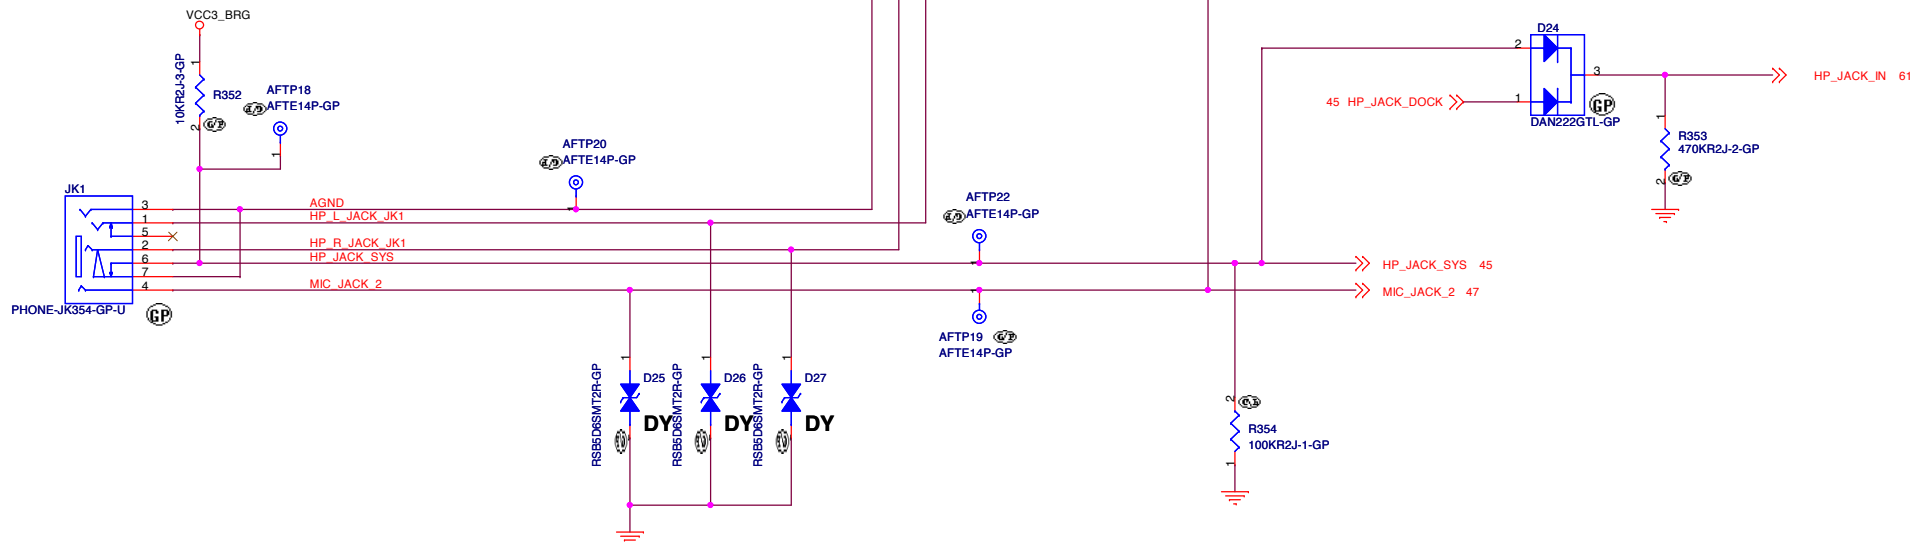 VCC3_BRG
10KR2J-3-GP
1
R352
2
G/P
AFTP18
G/P AFTE14P-GP
1
AFTP20
G/P AFTE14P-GP
JK1
3
1
5
2
6
7
4
PHONE-JK354-GP-U
GP
AGND
HP_L_JACK_JK1
HP_R_JACK_JK1
HP_JACK_SYS
MIC_JACK_2
AFTP22
G/P AFTE14P-GP
AFTP19 G/P
AFTE14P-GP
HP_JACK_SYS 45
MIC_JACK_2 47
D24
2
3
1
45 HP_JACK_DOCK
GP
DAN222GTL-GP
HP_JACK_IN 61
1
R353
470KR2J-2-GP
2 G/P
RSB5D6SMT2R-GP
1
D25
DY
RSB5D6SMT2R-GP
1
D26
DY
RSB5D6SMT2R-GP
1
D27
DY
2
R354
100KR2J-1-GP
1